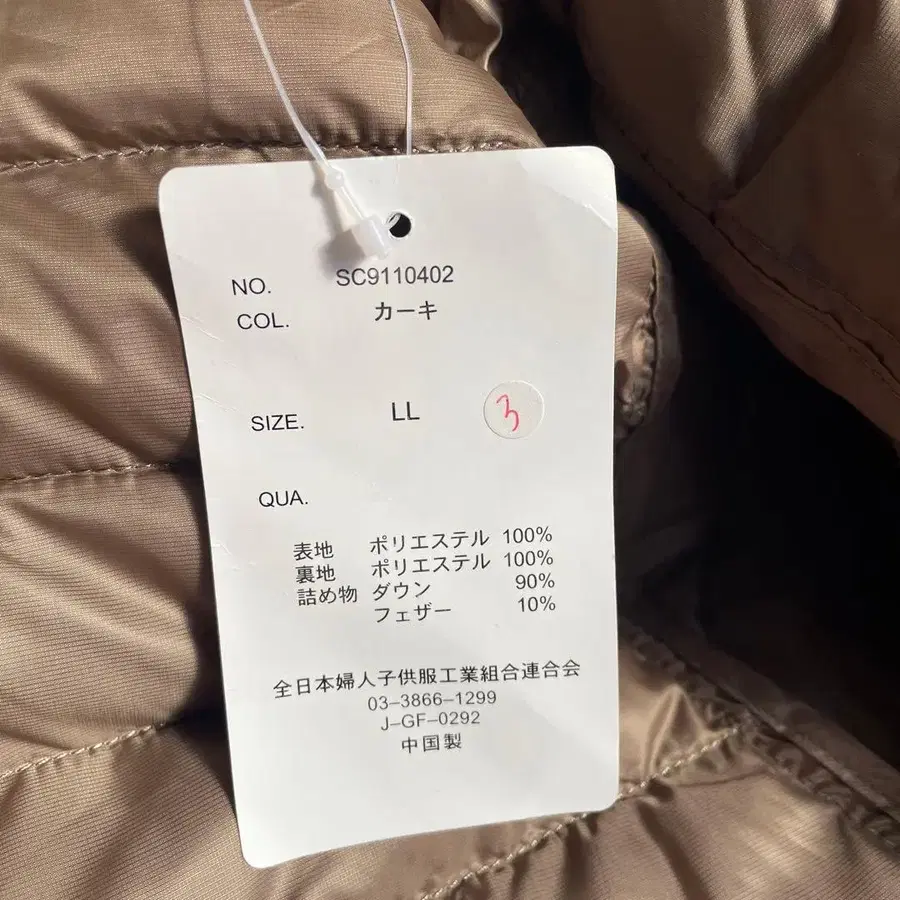 NO. SC9110402
COL. カーキ
SIZE. LL 3
QUA.
表地 ポリエステル 100%
裏地 ポリエステル 100%
詰め物 ダウン 90%
フェザー 10%
全日本婦人子供服工業組合連合会
03–3866–1299
J–GF–0292
中国製